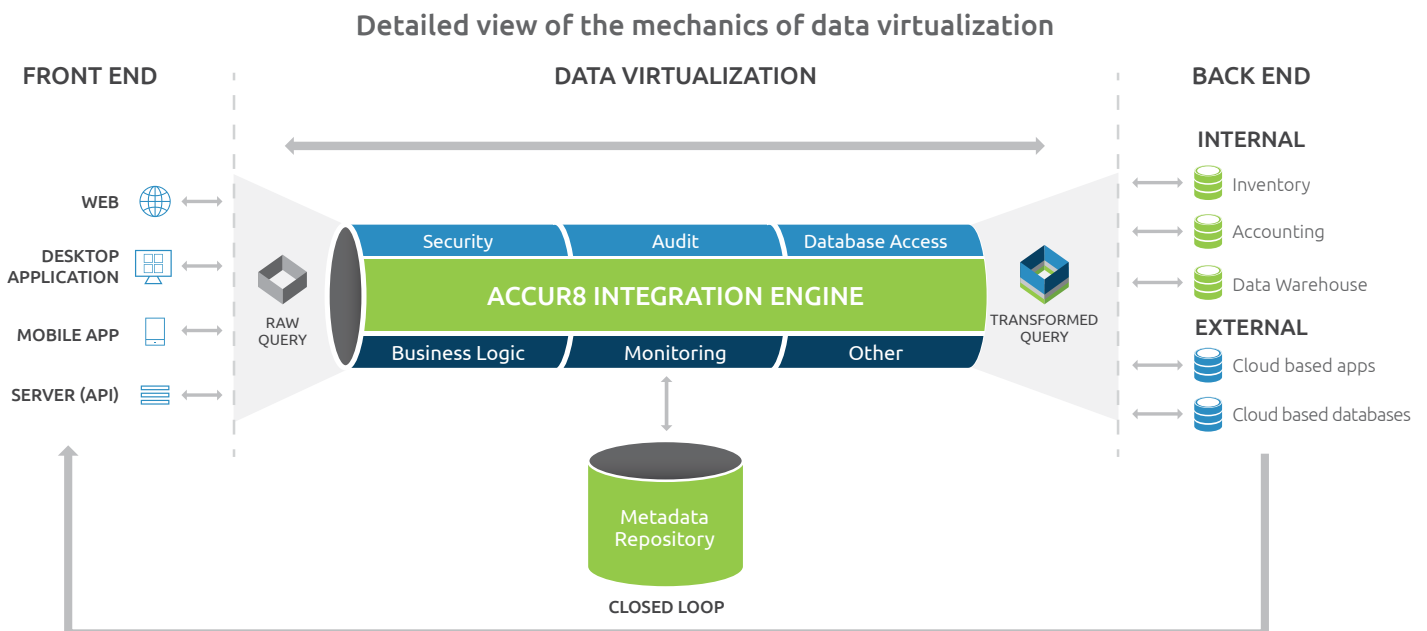 Detailed view of the mechanics of data virtualization
FRONT END
DATA VIRTUALIZATION
BACK END
WEB
DESKTOP
APPLICATION
MOBILE APP
SERVER (API)
RAW
QUERY
Security
Audit
Database Access
ACCUR8 INTEGRATION ENGINE
Business Logic
Monitoring
Other
TRANSFORMED
QUERY
Metadata
Repository
CLOSED LOOP
INTERNAL
Inventory
Accounting
Data Warehouse
EXTERNAL
Cloud based apps
Cloud based databases